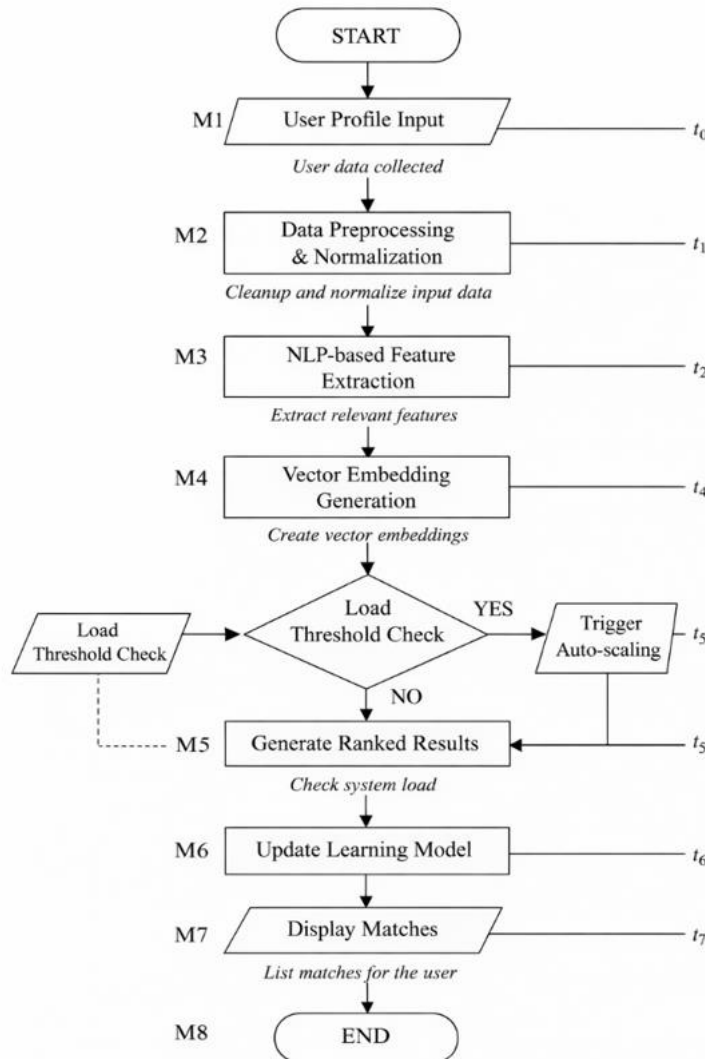 START
M1 User Profile Input t0
User data collected
M2 Data Preprocessing
& Normalization t1
Cleanup and normalize input data
M3 NLP-based Feature
Extraction t2
Extract relevant features
M4 Vector Embedding
Generation t4
Create vector embeddings
Load
Threshold Check
Load
Threshold Check
YES
Trigger
Auto-scaling
t5
NO
M5 Generate Ranked Results t5
Check system load
M6 Update Learning Model t6
M7 Display Matches t7
List matches for the user
M8 END